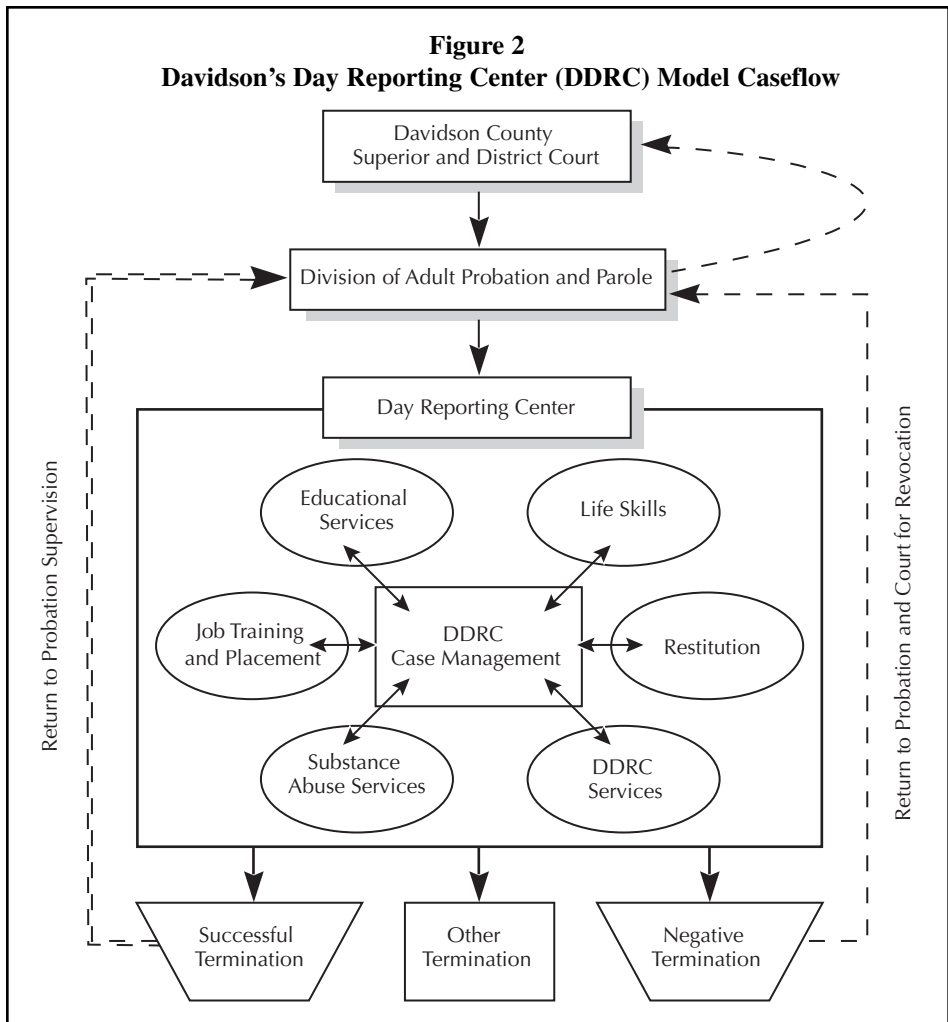 Figure 2
Davidson's Day Reporting Center (DDRC) Model Caseflow
Davidson County
Superior and District Court
Division of Adult Probation and Parole
Day Reporting Center
Return to Probation Supervision
Return to Probation and Court for Revocation
Educational
Services
Life Skills
Job Training
and Placement
DDRC
Case Management
Restitution
Substance
Abuse Services
DDRC
Services
Successful
Termination
Other
Termination
Negative
Termination